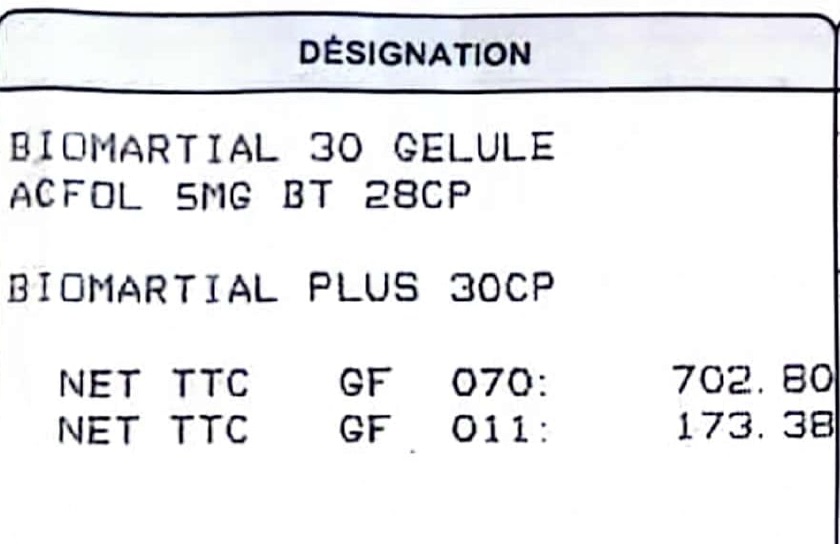 DÉSIGNATION
BIOMARTIAL 30 GELULE
ACFOL 5MG BT 28CP
BIOMARTIAL PLUS 30CP
NET TTC GF 070: 702.80
NET TTC GF 011: 173.38